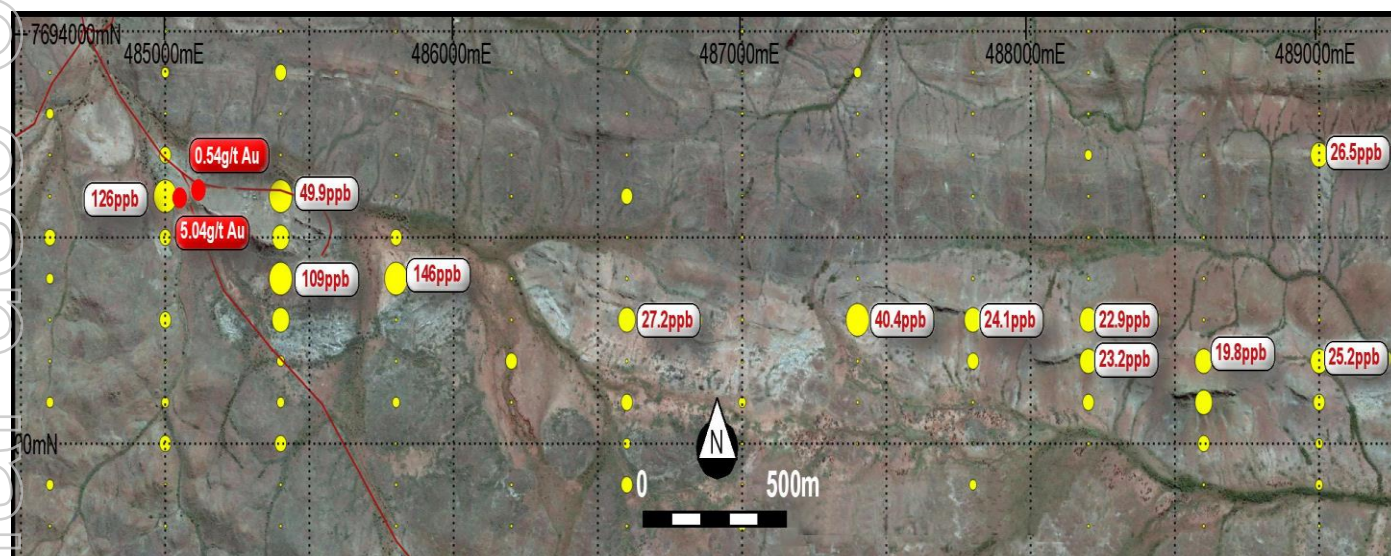 7694000mN
485000mE
486000mE
487000mE
488000mE
489000mE
0.54g/t Au
26.5ppb
126ppb
49.9ppb
5.04g/t Au
109ppb
146ppb
27.2ppb
40.4ppb
24.1ppb
22.9ppb
23.2ppb
19.8ppb
25.2ppb
00mN
N
0
500m